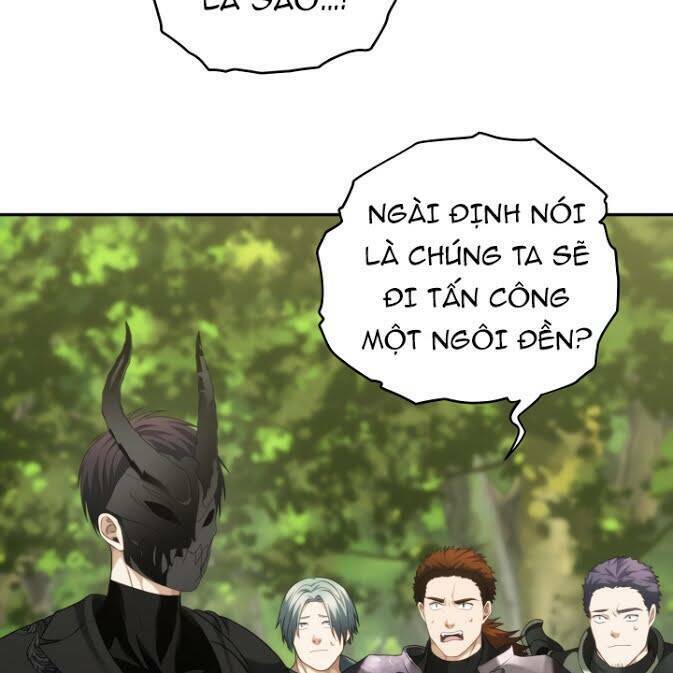 LÀ SAO...?
NGÀI ĐỊNH NÓI
LÀ CHÚNG TA SẼ
ĐI TẤN CÔNG
MỘT NGÔI ĐỀN?